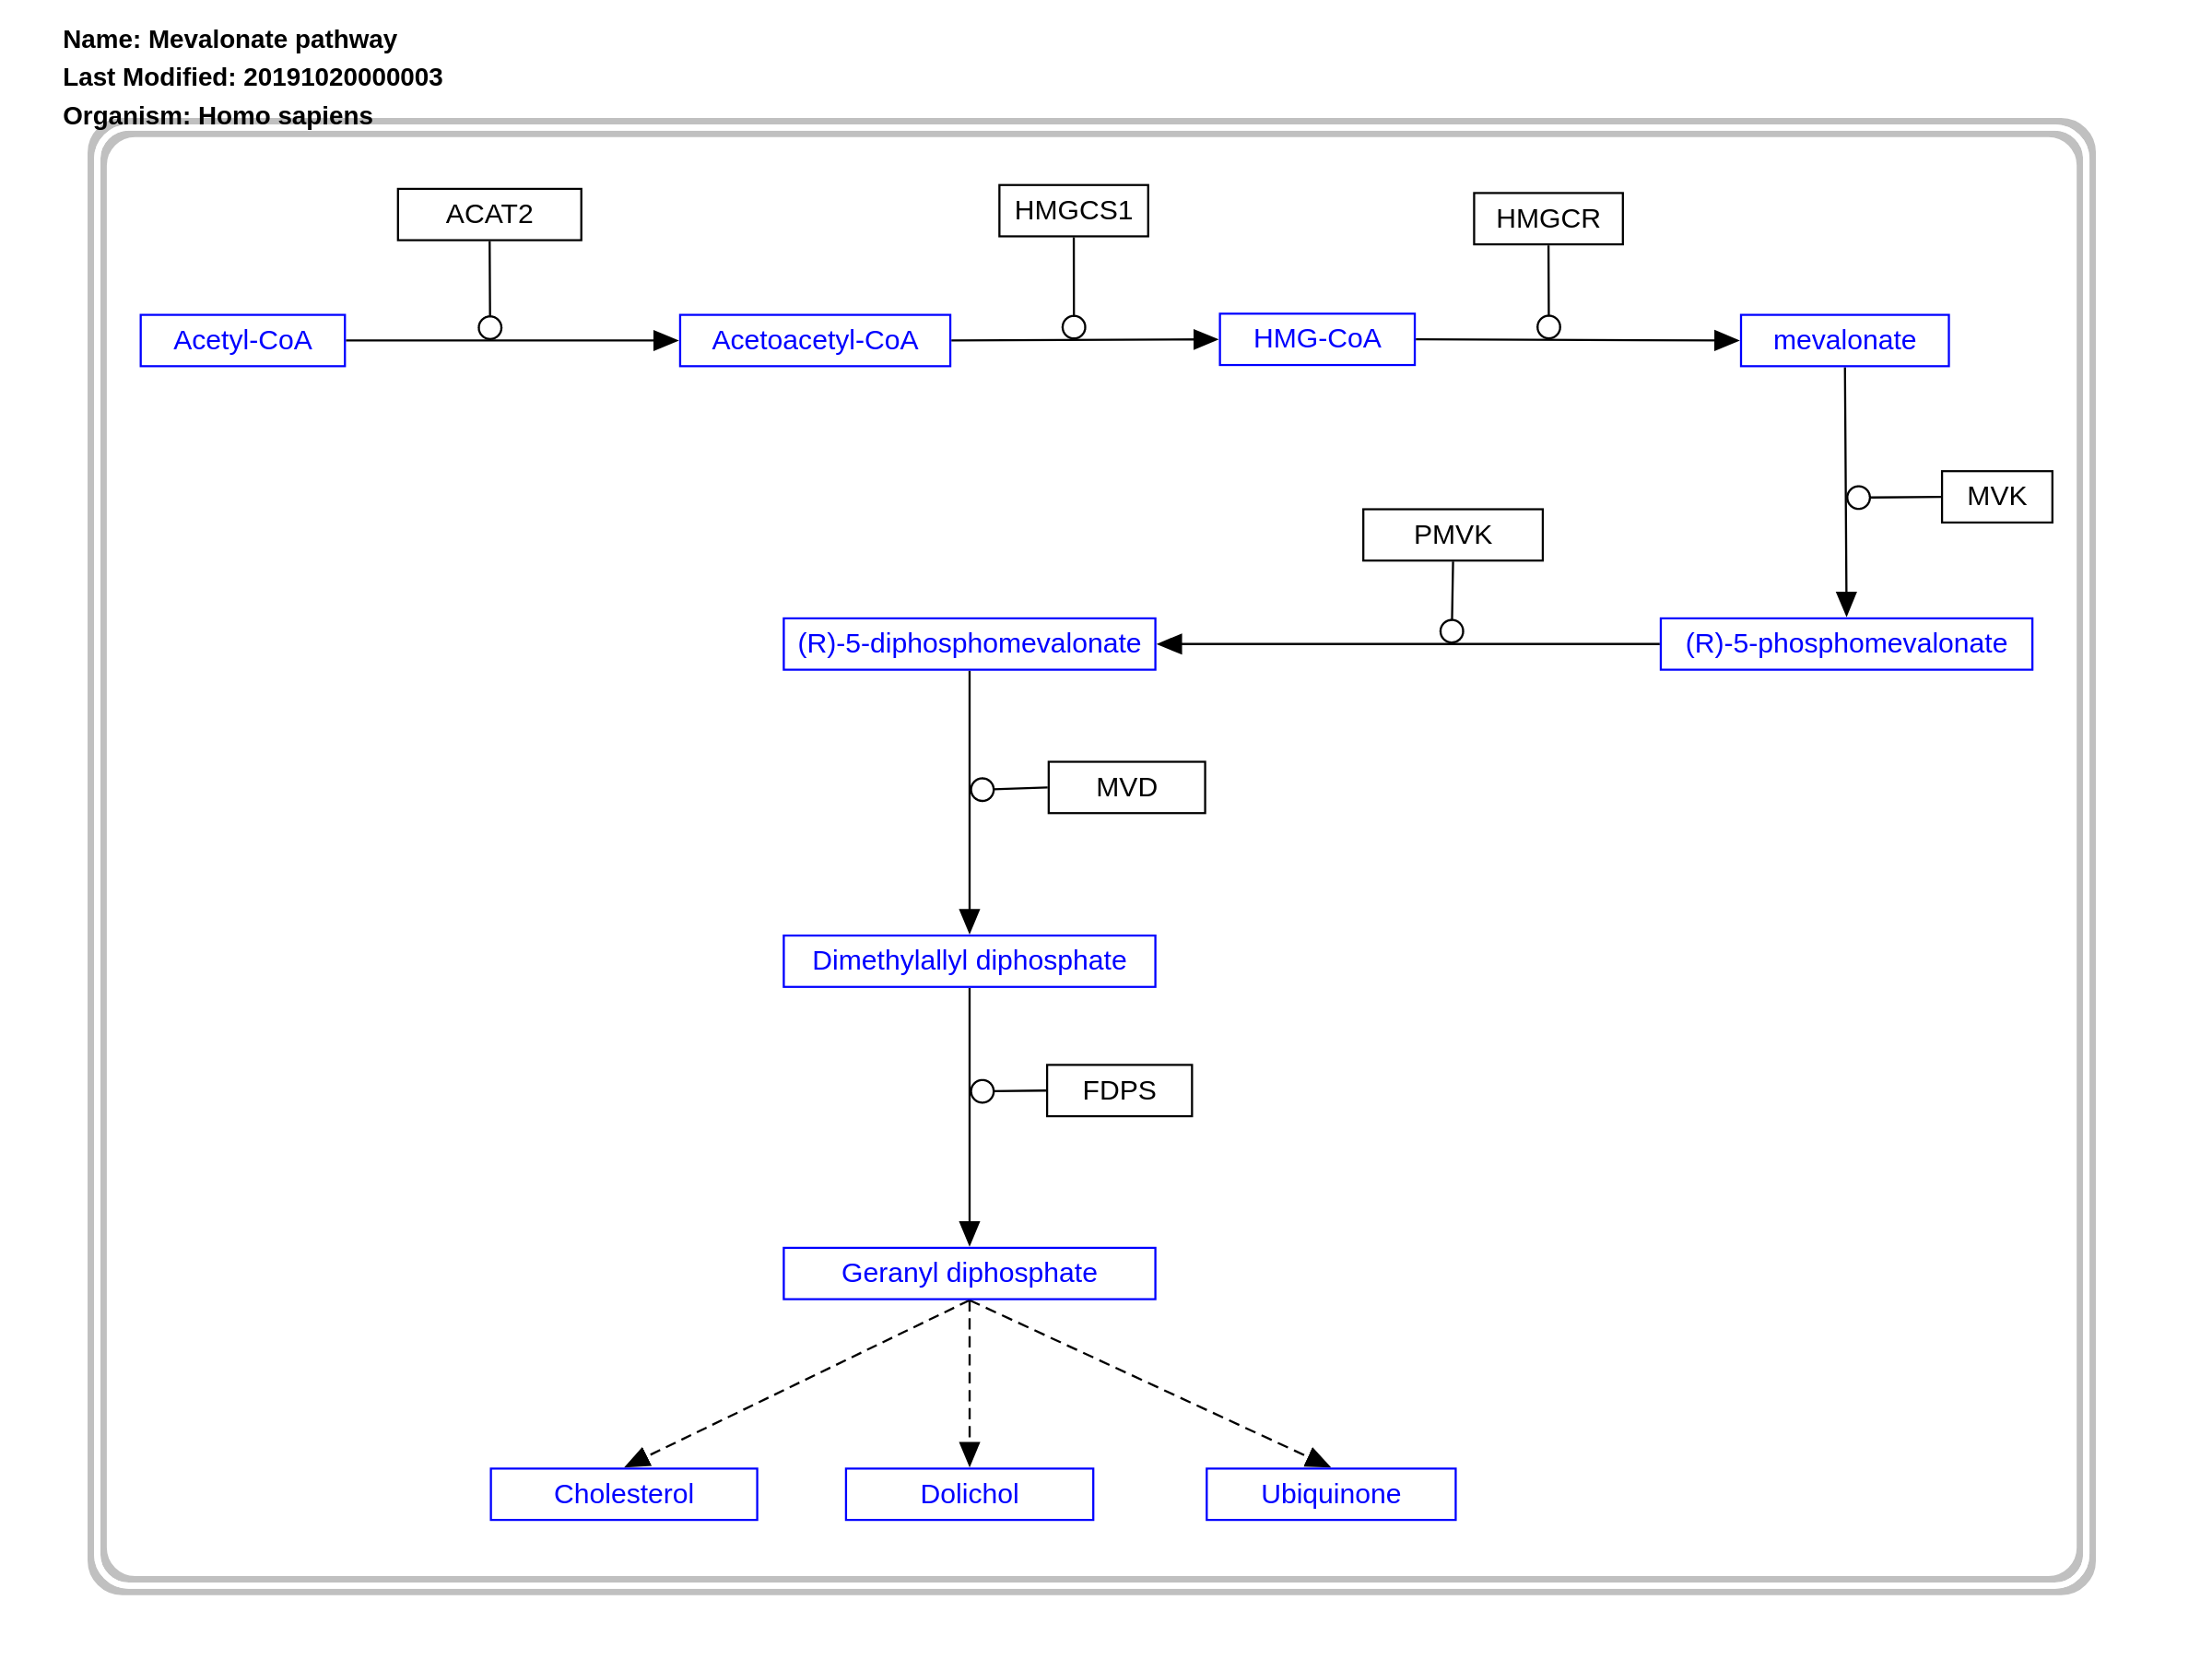 Name: Mevalonate pathway
Last Modified: 20191020000003
Organism: Homo sapiens
ACAT2
HMGCS1
HMGCR
Acetyl-CoA
Acetoacetyl-CoA
HMG-CoA
mevalonate
MVK
PMVK
(R)-5-diphosphomevalonate
(R)-5-phosphomevalonate
MVD
Dimethylallyl diphosphate
FDPS
Geranyl diphosphate
Cholesterol
Dolichol
Ubiquinone